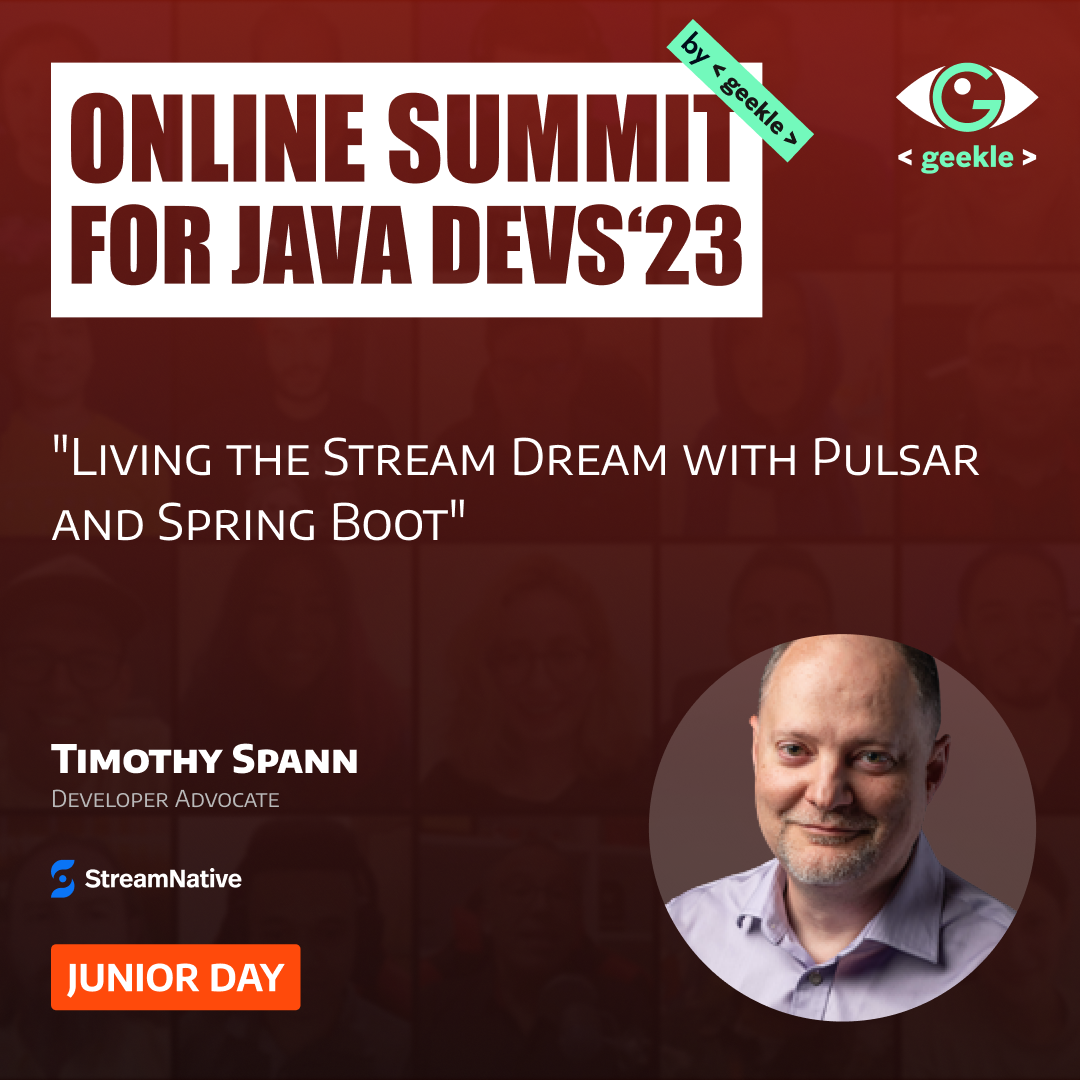 ONLINE SUMMIT
FOR JAVA DEVS‘23
by < geekle >
< geekle >
"Living the Stream Dream with Pulsar
and Spring Boot"
Timothy Spann
Developer Advocate
StreamNative
JUNIOR DAY